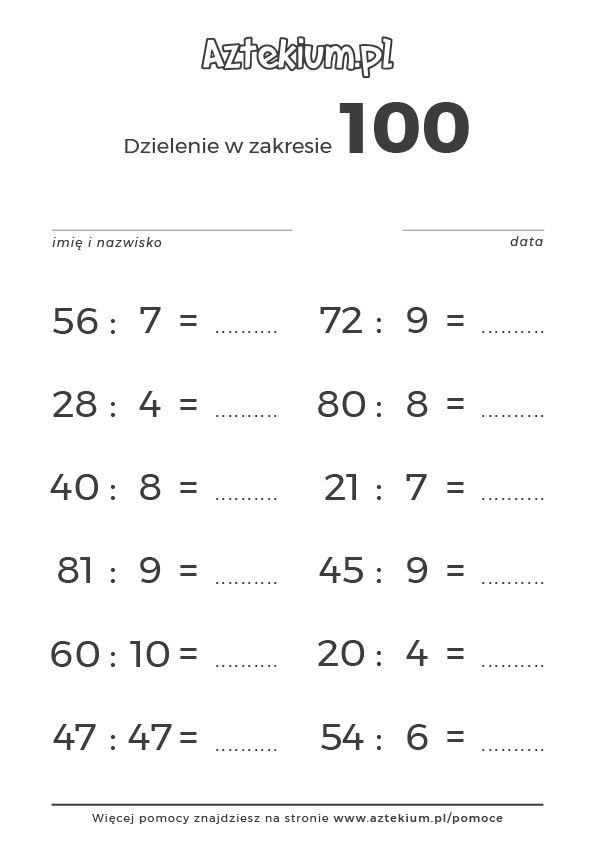 Aztekium.pl
Dzielenie w zakresie 100
imię i nazwisko data
56 : 7 = .......... 72 : 9 = ..........
28 : 4 = .......... 80 : 8 = ..........
40 : 8 = .......... 21 : 7 = ..........
81 : 9 = .......... 45 : 9 = ..........
60 : 10 = .......... 20 : 4 = ..........
47 : 47 = .......... 54 : 6 = ..........
Więcej pomocy znajdziesz na stronie www.aztekium.pl/pomoce